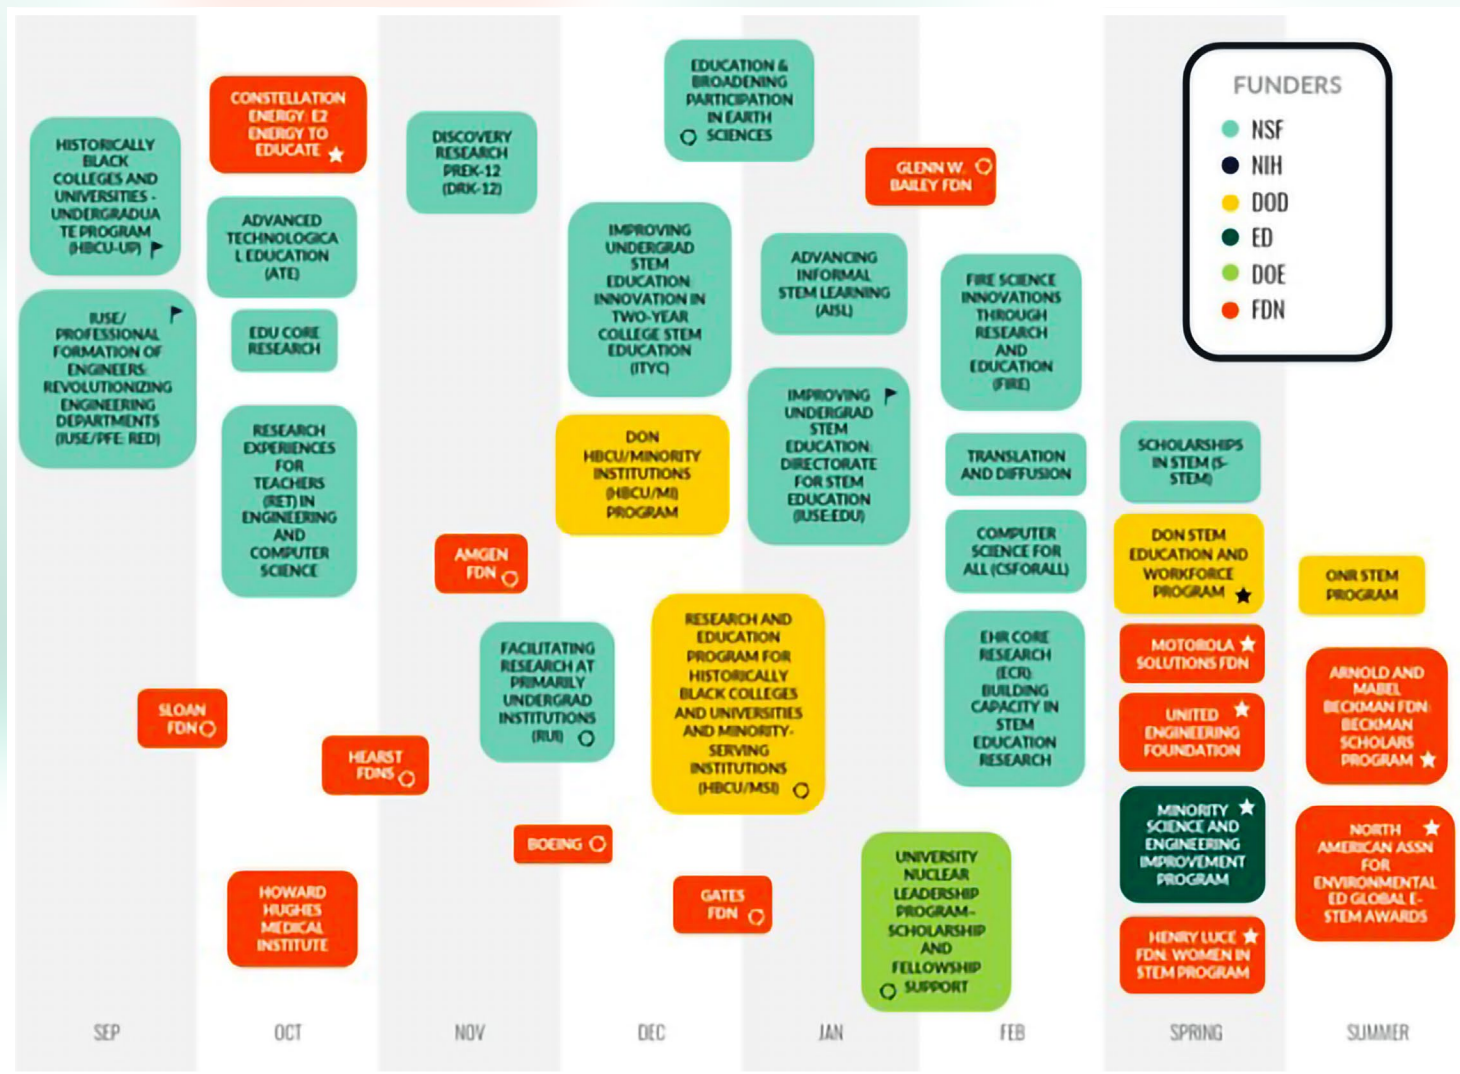 HISTORICALLY
BLACK
COLLEGES AND
UNIVERSITIES -
UNDERGRADUA
TE PROGRAM
(HBCU-UP)
IUSE/
PROFESSIONAL
FORMATION OF
ENGINEERS:
REVOLUTIONIZING
ENGINEERING
DEPARTMENTS
(IUSE/PFE: RED)
SLOAN
FDN
SEP
CONSTELLATION
ENERGY: E2
ENERGY TO
EDUCATE
ADVANCED
TECHNOLOGICA
L EDUCATION
(ATE)
EDU CORE
RESEARCH
RESEARCH
EXPERIENCES
FOR
TEACHERS
(RET) IN
ENGINEERING
AND
COMPUTER
SCIENCE
HEARST
FDNS
HOWARD
HUGHES
MEDICAL
INSTITUTE
OCT
DISCOVERY
RESEARCH
PREK-12
(DRK-12)
AMGEN
FDN
FACILITATING
RESEARCH AT
PRIMARILY
UNDERGRAD
INSTITUTIONS
(RUI)
BOEING
NOV
EDUCATION &
BROADENING
PARTICIPATION
IN EARTH
SCIENCES
IMPROVING
UNDERGRAD
STEM
EDUCATION:
INNOVATION IN
TWO-YEAR
COLLEGE STEM
EDUCATION
(ITYC)
DON
HBCU/MINORITY
INSTITUTIONS
(HBCU/MI)
PROGRAM
RESEARCH AND
EDUCATION
PROGRAM FOR
HISTORICALLY
BLACK COLLEGES
AND UNIVERSITIES
AND MINORITY-
SERVING
INSTITUTIONS
(HBCU/MSI)
GATES
FDN
DEC
GLENN W.
BAILEY FDN
ADVANCING
INFORMAL
STEM LEARNING
(AISL)
IMPROVING
UNDERGRAD
STEM
EDUCATION:
DIRECTORATE
FOR STEM
EDUCATION
(IUSE:EDU)
UNIVERSITY
NUCLEAR
LEADERSHIP
PROGRAM–
SCHOLARSHIP
AND
FELLOWSHIP
SUPPORT
JAN
FIRE SCIENCE
INNOVATIONS
THROUGH
RESEARCH
AND
EDUCATION
(FIRE)
TRANSLATION
AND DIFFUSION
COMPUTER
SCIENCE FOR
ALL (CSFORALL)
EHR CORE
RESEARCH
(ECR):
BUILDING
CAPACITY IN
STEM
EDUCATION
RESEARCH
FEB
FUNDERS
NSF
NIH
DOD
ED
DOE
FDN
SCHOLARSHIPS
IN STEM (S-
STEM)
DON STEM
EDUCATION AND
WORKFORCE
PROGRAM
MOTOROLA
SOLUTIONS FDN
UNITED
ENGINEERING
FOUNDATION
MINORITY
SCIENCE AND
ENGINEERING
IMPROVEMENT
PROGRAM
HENRY LUCE
FDN: WOMEN IN
STEM PROGRAM
SPRING
ONR STEM
PROGRAM
ARNOLD AND
MABEL
BECKMAN FDN:
BECKMAN
SCHOLARS
PROGRAM
NORTH
AMERICAN ASSN
FOR
ENVIRONMENTAL
ED GLOBAL E-
STEM AWARDS
SUMMER